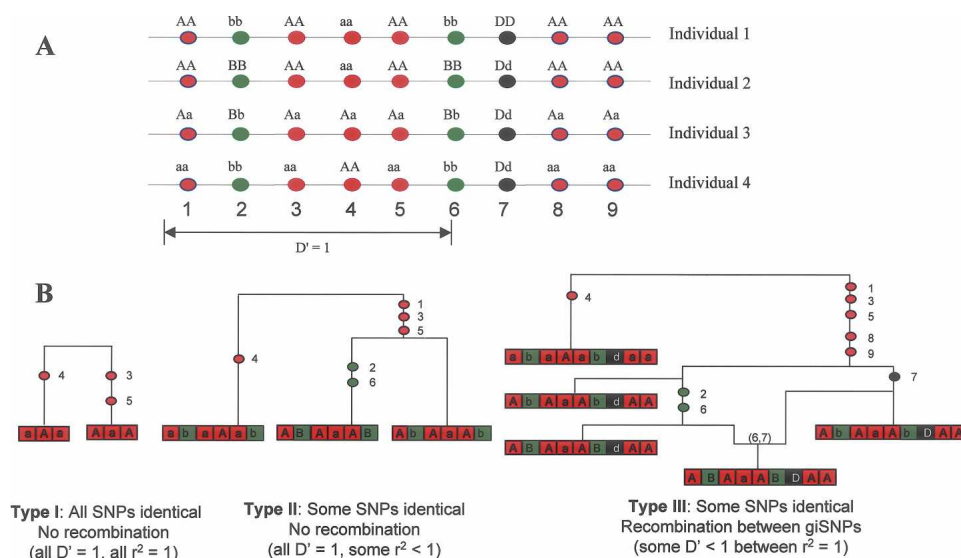 A
AA bb AA aa AA bb DD AA AA
Individual 1
AA BB AA aa AA BB Dd AA AA
Individual 2
Aa Bb Aa Aa Aa Bb Dd Aa Aa
Individual 3
aa bb aa AA aa bb Dd aa aa
Individual 4
1 2 3 4 5 6 7 8 9
D' = 1
B
4
3
5
a A a
A a A
Type I: All SNPs identical
No recombination
(all D' = 1, all r² = 1)
1
3
5
4
2
6
a b a A a b
A B A a A B
A b A a A b
Type II: Some SNPs identical
No recombination
(all D' = 1, some r² < 1)
4
1
3
5
8
9
a b a A a b d a a
7
2
6
A b A a A b d A A
A B A a A B d A A
(6,7)
A b A a A b D A A
A B A a A B D A A
Type III: Some SNPs identical
Recombination between giSNPs
(some D' < 1 between r² = 1)